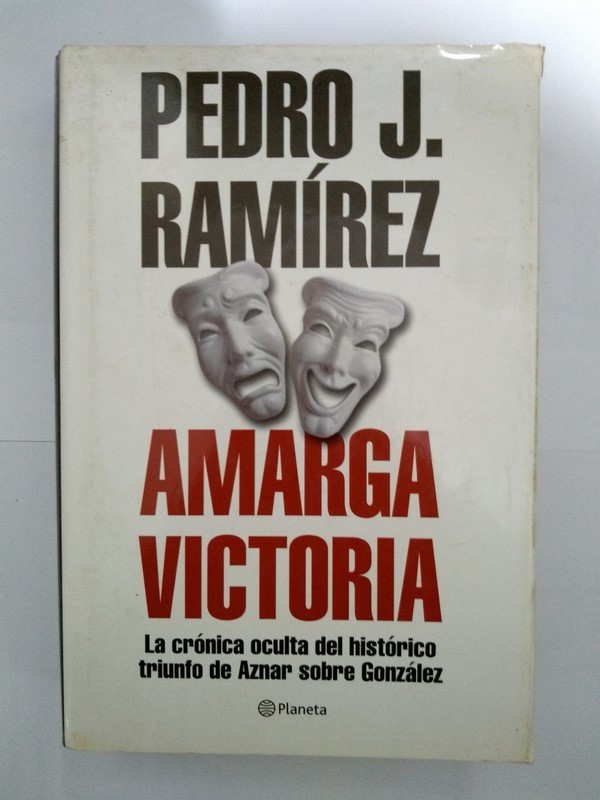 PEDRO J.
RAMÍREZ
AMARGA
VICTORIA
La crónica oculta del histórico
triunfo de Aznar sobre González
Planeta